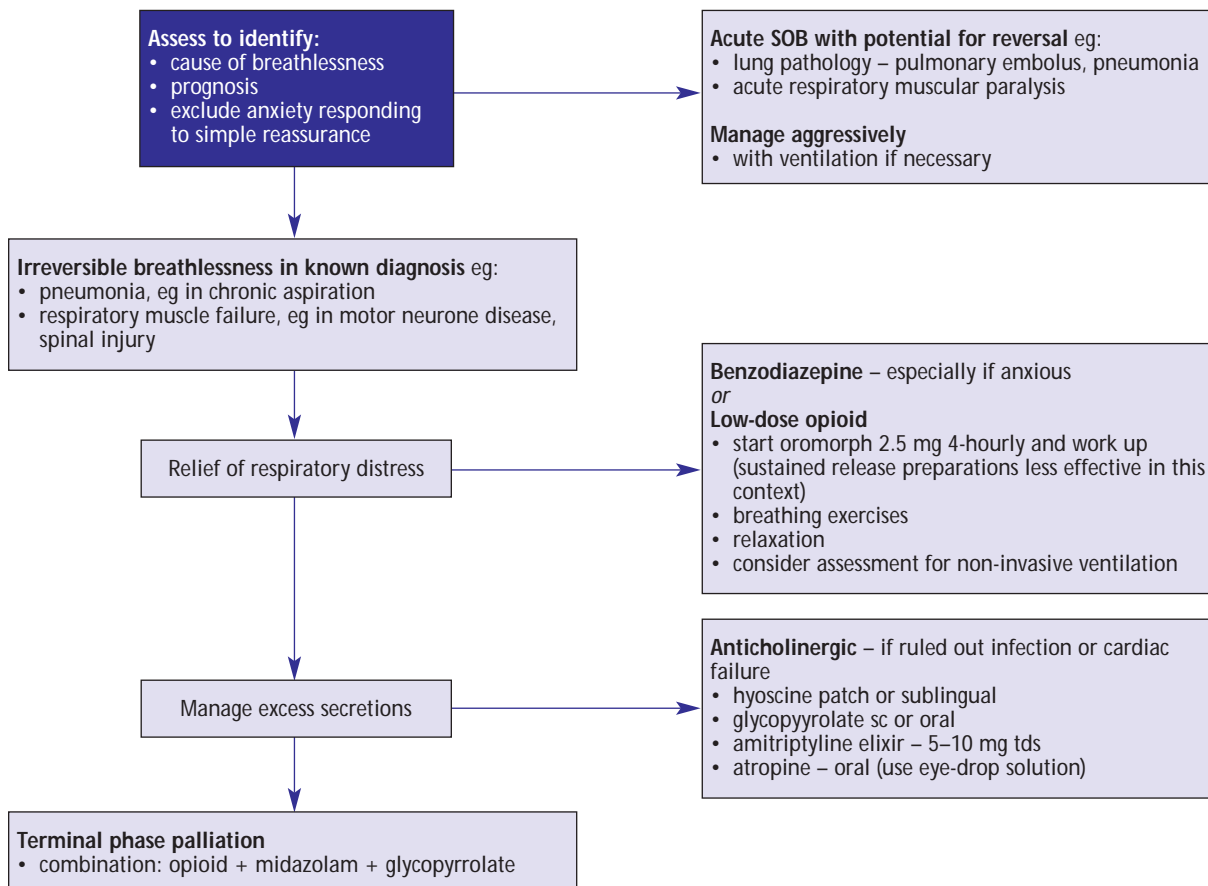 Assess to identify:
• cause of breathlessness
• prognosis
• exclude anxiety responding
to simple reassurance
Acute SOB with potential for reversal eg:
• lung pathology – pulmonary embolus, pneumonia
• acute respiratory muscular paralysis
Manage aggressively
• with ventilation if necessary
Irreversible breathlessness in known diagnosis eg:
• pneumonia, eg in chronic aspiration
• respiratory muscle failure, eg in motor neurone disease,
spinal injury
Relief of respiratory distress
Benzodiazepine – especially if anxious
or
Low-dose opioid
• start oromorph 2.5 mg 4-hourly and work up
(sustained release preparations less effective in this
context)
• breathing exercises
• relaxation
• consider assessment for non-invasive ventilation
Manage excess secretions
Anticholinergic – if ruled out infection or cardiac
failure
• hyoscine patch or sublingual
• glycopyyrolate sc or oral
• amitriptyline elixir – 5–10 mg tds
• atropine – oral (use eye-drop solution)
Terminal phase palliation
• combination: opioid + midazolam + glycopyrrolate